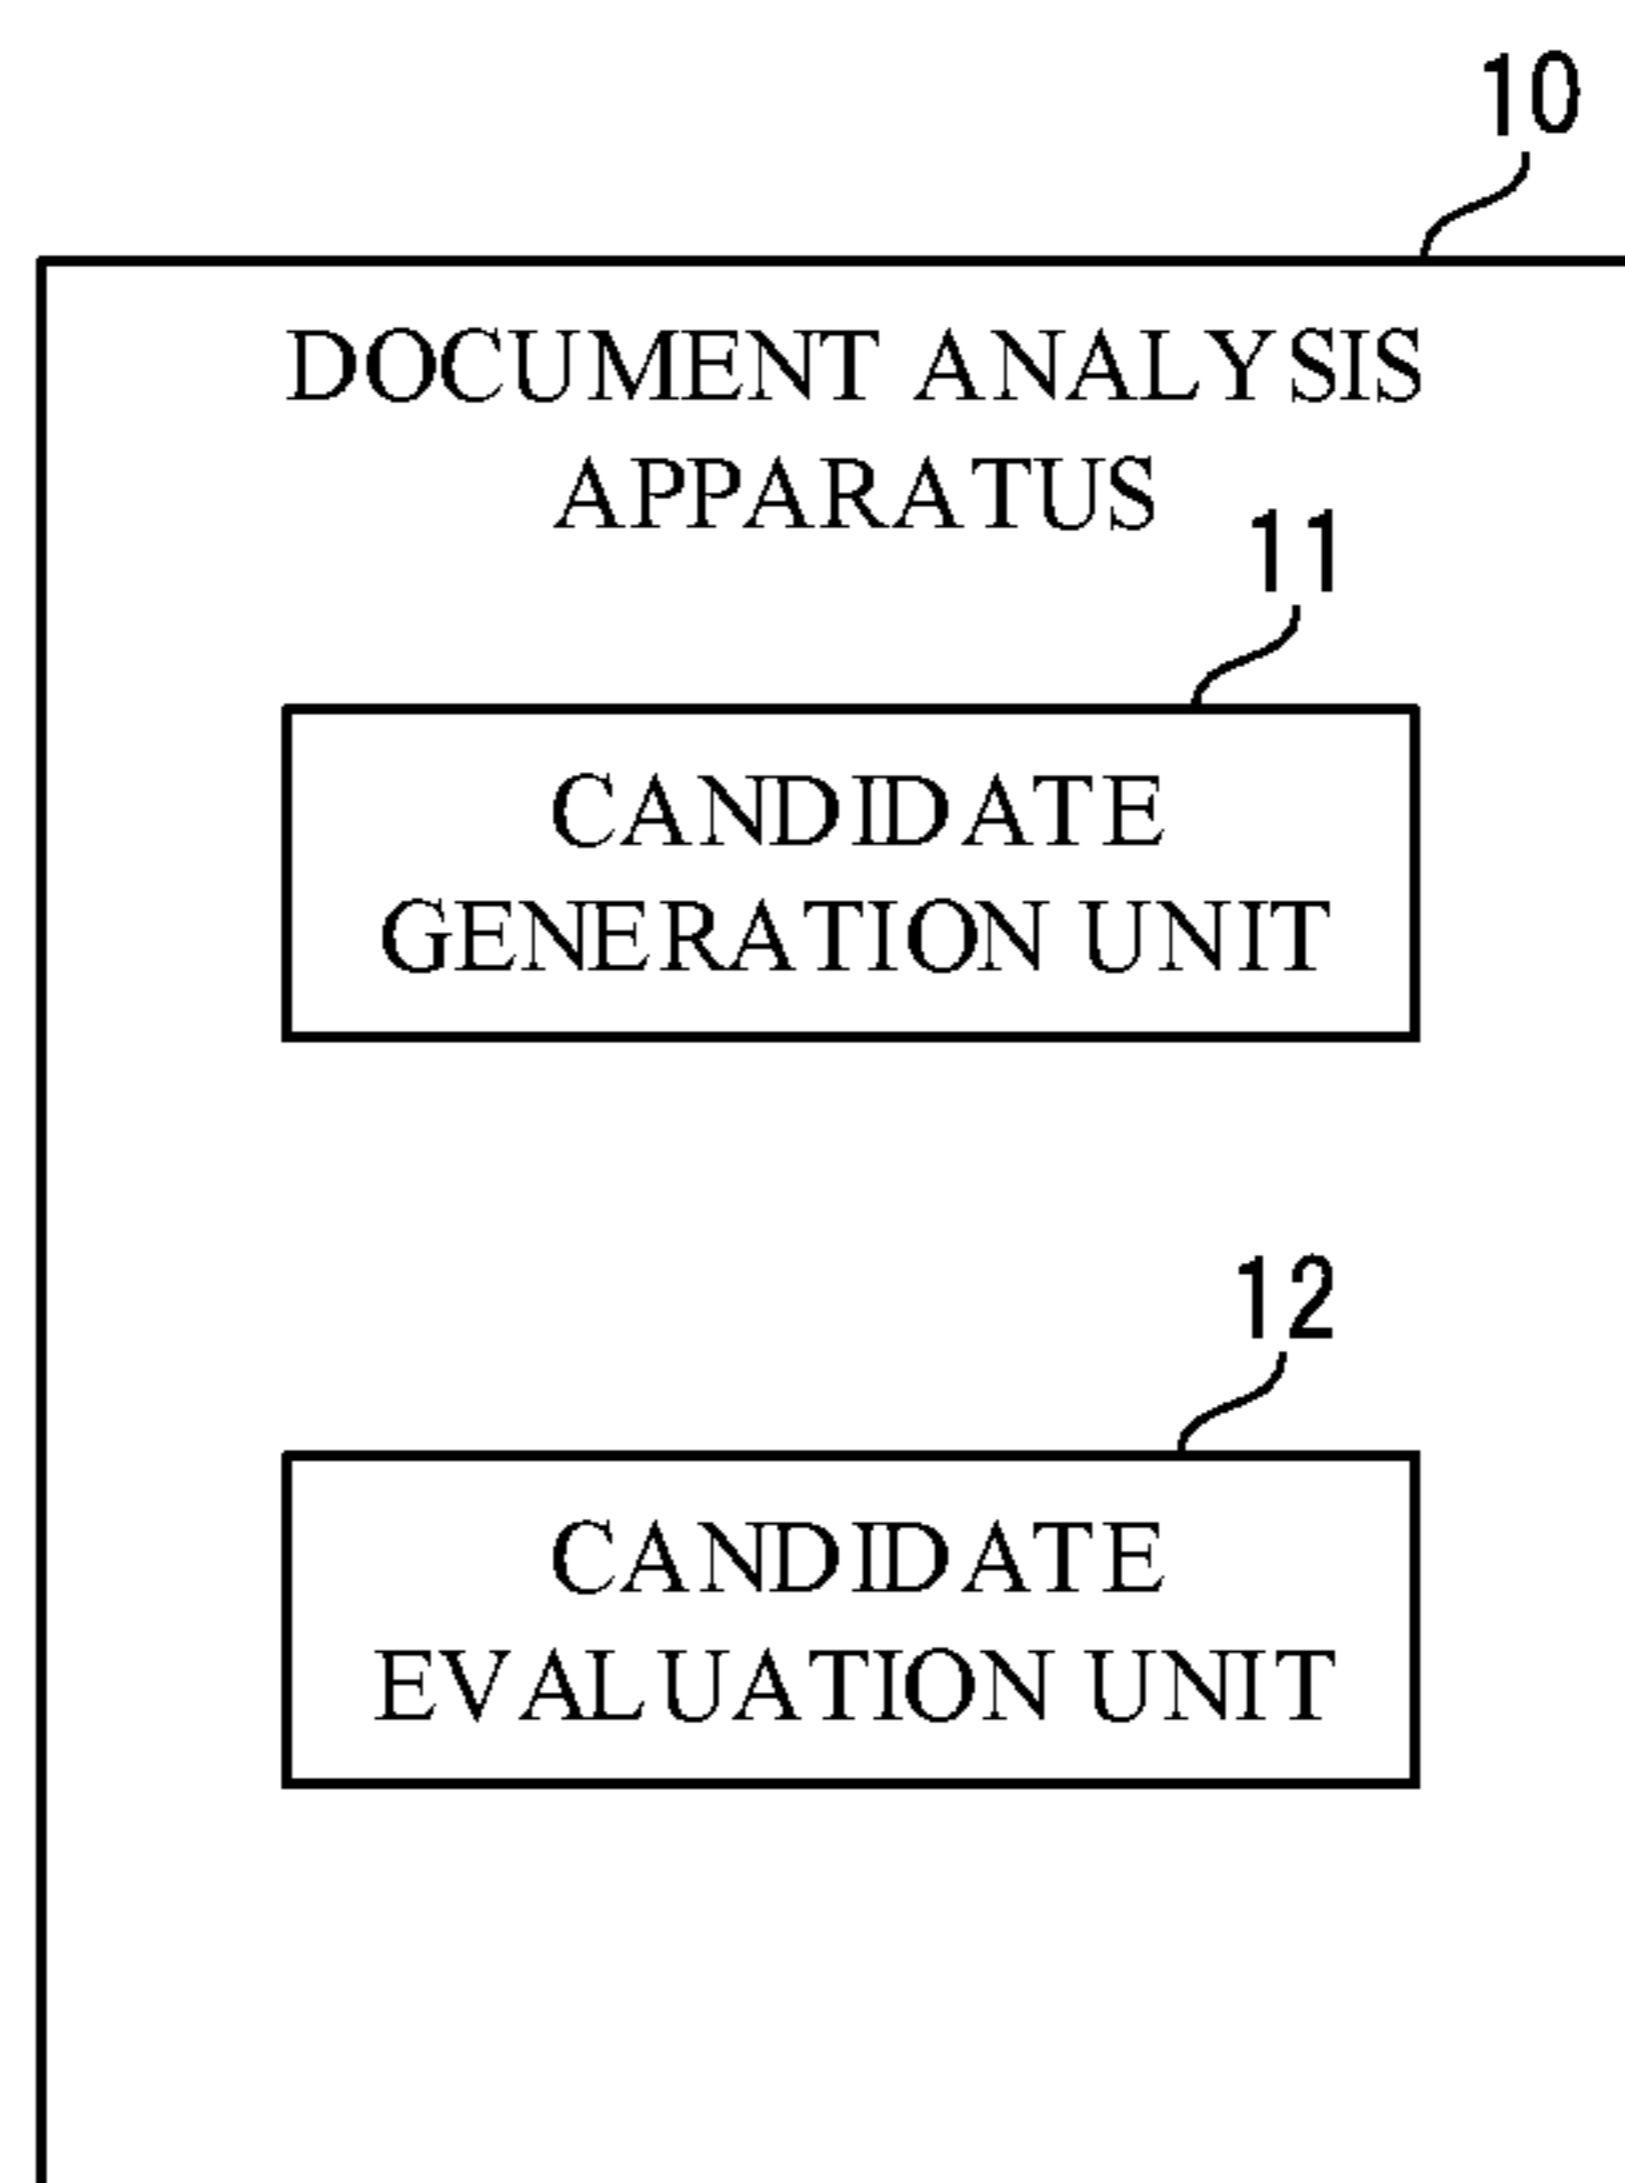 10
DOCUMENT ANALYSIS
APPARATUS
11
CANDIDATE
GENERATION UNIT
12
CANDIDATE
EVALUATION UNIT